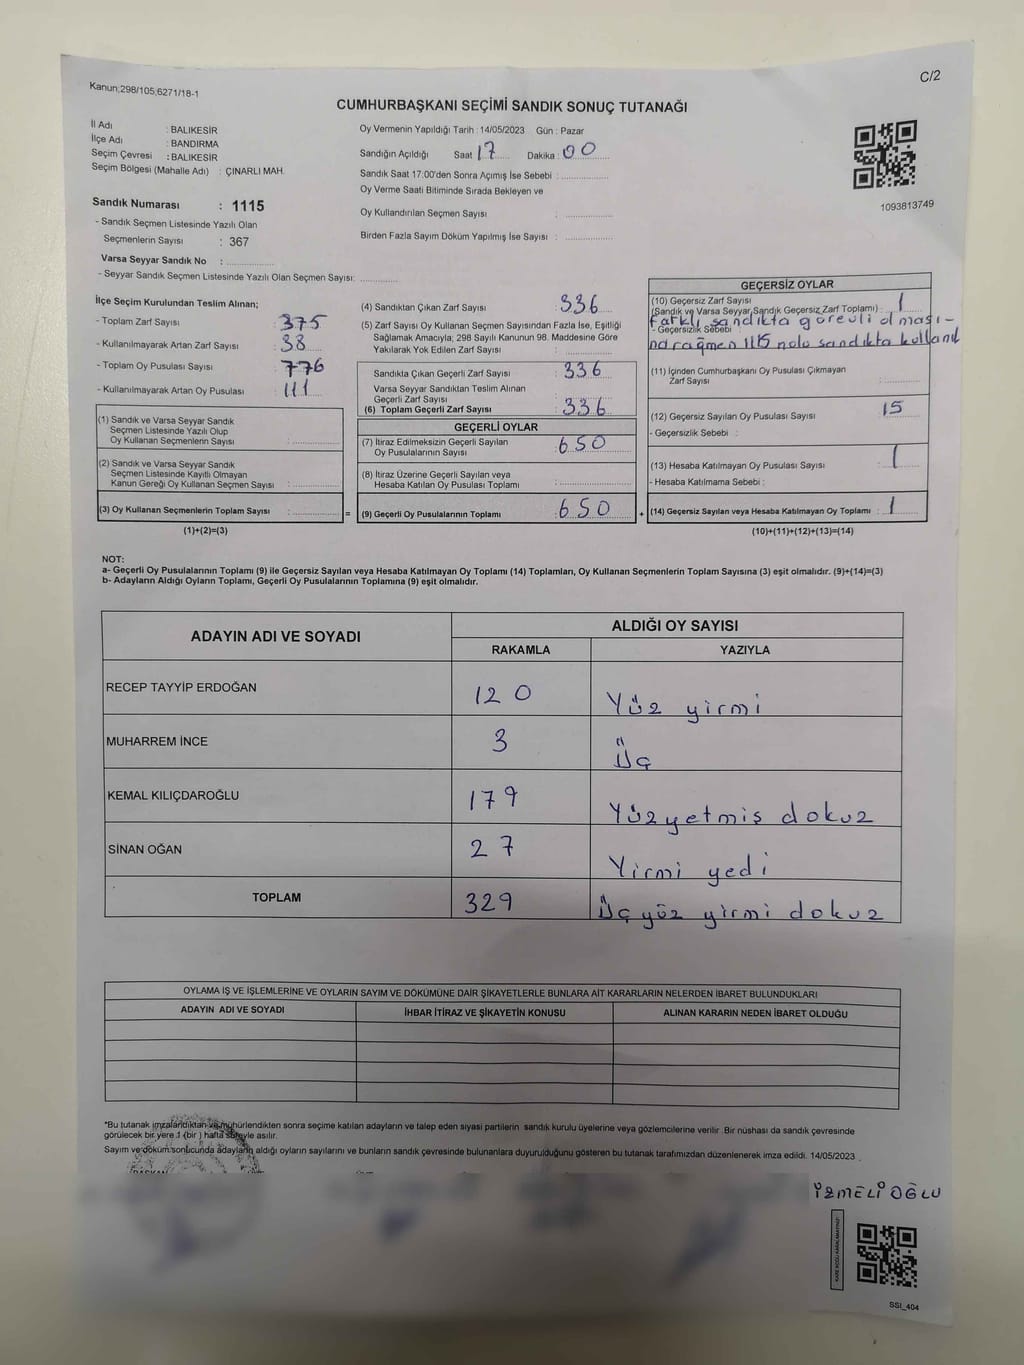 C/2
Kanun;298/105,6271/18-1
CUMHURBAŞKANI SEÇİMİ SANDIK SONUÇ TUTANAĞI
İl Adı : BALIKESİR
İlçe Adı : BANDIRMA
Seçim Çevresi : BALIKESİR
Seçim Bölgesi (Mahalle Adı) : ÇINARLI MAH.
Sandık Numarası : 1115
- Sandık Seçmen Listesinde Yazılı Olan
Seçmenlerin Sayısı : 367
Varsa Seyyar Sandık No : ..............
- Seyyar Sandık Seçmen Listesinde Yazılı Olan Seçmen Sayısı: ............
Oy Vermenin Yapıldığı Tarih : 14/05/2023 Gün : Pazar
Sandığın Açıldığı Saat 17 Dakika : 00
Sandık Saat 17:00'den Sonra Açımış İse Sebebi : ..............
Oy Verme Saati Bitiminde Sırada Bekleyen ve
Oy Kullandırılan Seçmen Sayısı : ..............
Birden Fazla Sayım Döküm Yapılmış İse Sayısı : ..............
1093813749
İlçe Seçim Kurulundan Teslim Alınan;
- Toplam Zarf Sayısı : 375
- Kullanılmayarak Artan Zarf Sayısı : 38
- Toplam Oy Pusulası Sayısı : 776
- Kullanılmayarak Artan Oy Pusulası : 111
(1) Sandık ve Varsa Seyyar Sandık
Seçmen Listesinde Yazılı Olup
Oy Kullanan Seçmenlerin Sayısı : ..............
(2) Sandık ve Varsa Seyyar Sandık
Seçmen Listesinde Kayıtlı Olmayan
Kanun Gereği Oy Kullanan Seçmen Sayısı : ..............
(3) Oy Kullanan Seçmenlerin Toplam Sayısı : ..............
(1)+(2)=(3)
=
(4) Sandıktan Çıkan Zarf Sayısı : 336
(5) Zarf Sayısı Oy Kullanan Seçmen Sayısından Fazla İse, Eşitliği
Sağlamak Amacıyla; 298 Sayılı Kanunun 98. Maddesine Göre
Yakılarak Yok Edilen Zarf Sayısı : ..............
Sandıkta Çıkan Geçerli Zarf Sayısı : 336
Varsa Seyyar Sandıktan Teslim Alınan
Geçerli Zarf Sayısı : ..............
(6) Toplam Geçerli Zarf Sayısı : 336
GEÇERLİ OYLAR
(7) İtiraz Edilmeksizin Geçerli Sayılan
Oy Pusulalarının Sayısı : 650
(8) İtiraz Üzerine Geçerli Sayılan veya
Hesaba Katılan Oy Pusulası Toplamı : ..............
(9) Geçerli Oy Pusulalarının Toplamı : 650
+
GEÇERSİZ OYLAR
(10) Geçersiz Zarf Sayısı
(Sandık ve Varsa Seyyar Sandık Geçersiz Zarf Toplamı) : 1
farklı sandıkta görevli olması-
- Geçersizlik Sebebi :
na rağmen 1115 nolu sandıkta kullanıl
(11) İçinden Cumhurbaşkanı Oy Pusulası Çıkmayan
Zarf Sayısı : ..............
(12) Geçersiz Sayılan Oy Pusulası Sayısı : 15
- Geçersizlik Sebebi :
(13) Hesaba Katılmayan Oy Pusulası Sayısı : 1
- Hesaba Katılmama Sebebi :
(14) Geçersiz Sayılan veya Hesaba Katılmayan Oy Toplamı : 1
(10)+(11)+(12)+(13)=(14)
NOT:
a- Geçerli Oy Pusulalarının Toplamı (9) ile Geçersiz Sayılan veya Hesaba Katılmayan Oy Toplamı (14) Toplamları, Oy Kullanan Seçmenlerin Toplam Sayısına (3) eşit olmalıdır. (9)+(14)=(3)
b- Adayların Aldığı Oyların Toplamı, Geçerli Oy Pusulalarının Toplamına (9) eşit olmalıdır.
ADAYIN ADI VE SOYADI
ALDIĞI OY SAYISI
RAKAMLA YAZIYLA
RECEP TAYYİP ERDOĞAN 120 Yüz yirmi
MUHARREM İNCE 3 Üç
KEMAL KILIÇDAROĞLU 179 Yüzyetmiş dokuz
SİNAN OĞAN 27 Yirmi yedi
TOPLAM 329 Üç yüz yirmi dokuz
OYLAMA İŞ VE İŞLEMLERİNE VE OYLARIN SAYIM VE DÖKÜMÜNE DAİR ŞİKAYETLERLE BUNLARA AİT KARARLARIN NELERDEN İBARET BULUNDUKLARI
ADAYIN ADI VE SOYADI İHBAR İTİRAZ VE ŞİKAYETİN KONUSU ALINAN KARARIN NEDEN İBARET OLDUĞU
*Bu tutanak imzalandıktan ve mühürlendikten sonra seçime katılan adayların ve talep eden siyasi partilerin sandık kurulu üyelerine veya gözlemcilerine verilir .Bir nüshası da sandık çevresinde
görülecek bir yere 1 (bir ) hafta süreyle asılır.
Sayım ve döküm sonucunda adayların aldığı oyların sayılarını ve bunların sandık çevresinde bulunanlara duyurulduğunu gösteren bu tutanak tarafımızdan düzenlenerek imza edildi. 14/05/2023
İZMELİOĞLU
SSI_404